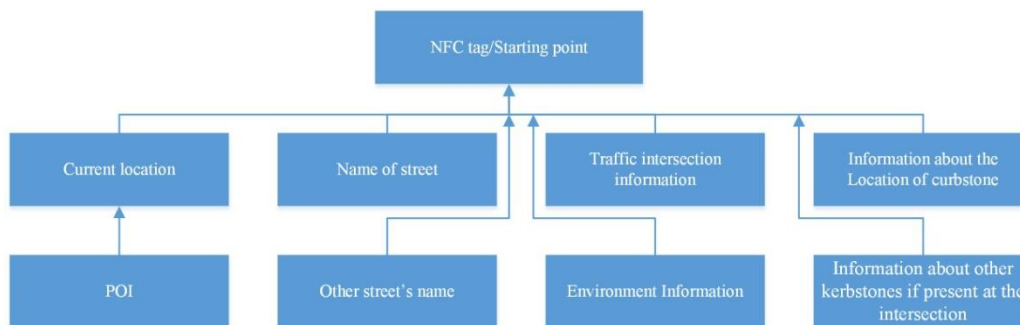 NFC tag/Starting point
Current location
Name of street
Traffic intersection
information
Information about the
Location of curbstone
POI
Other street's name
Environment Information
Information about other
kerbstones if present at the
intersection